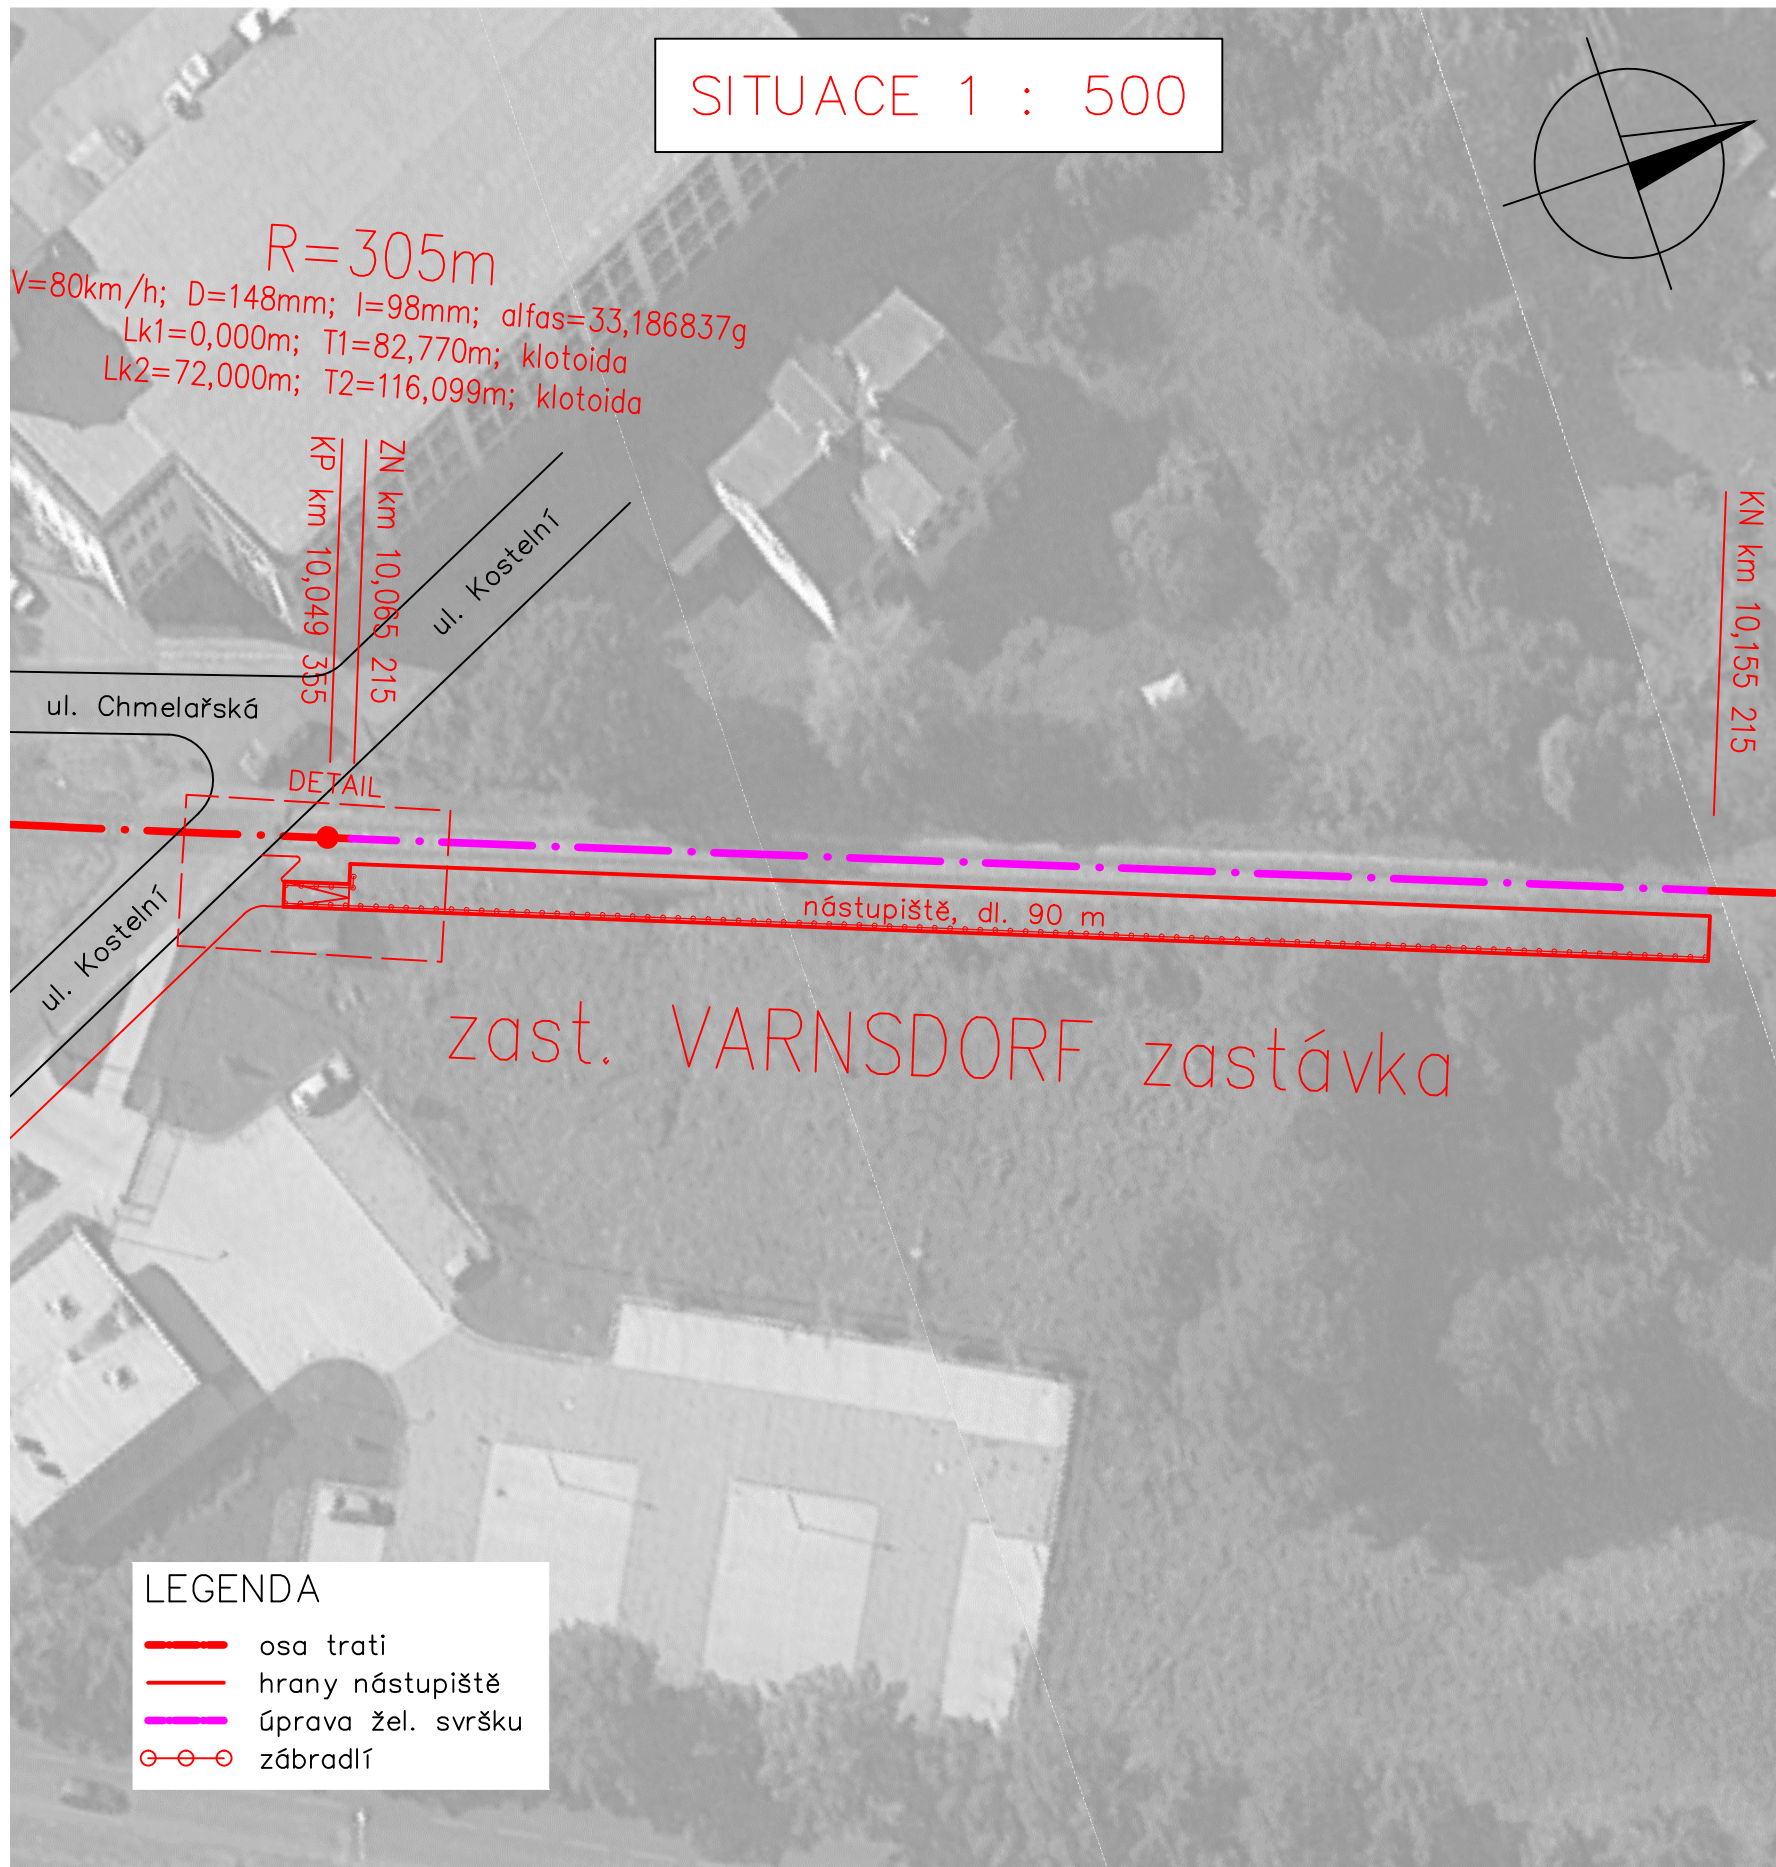 SITUACE 1 : 500
R=305m
V=80km/h; D=148mm; I=98mm; alfas=33,186837g
Lk1=0,000m; T1=82,770m; klotoida
Lk2=72,000m; T2=116,099m; klotoida
KP km 10,049 355
ZN km 10,065 215
KN km 10,155 215
ul. Kostelní
ul. Chmelařská
DETAIL
ul. Kostelní
nástupiště, dl. 90 m
zast. VARNSDORF zastávka
LEGENDA
osa trati
hrany nástupiště
úprava žel. svršku
zábradlí